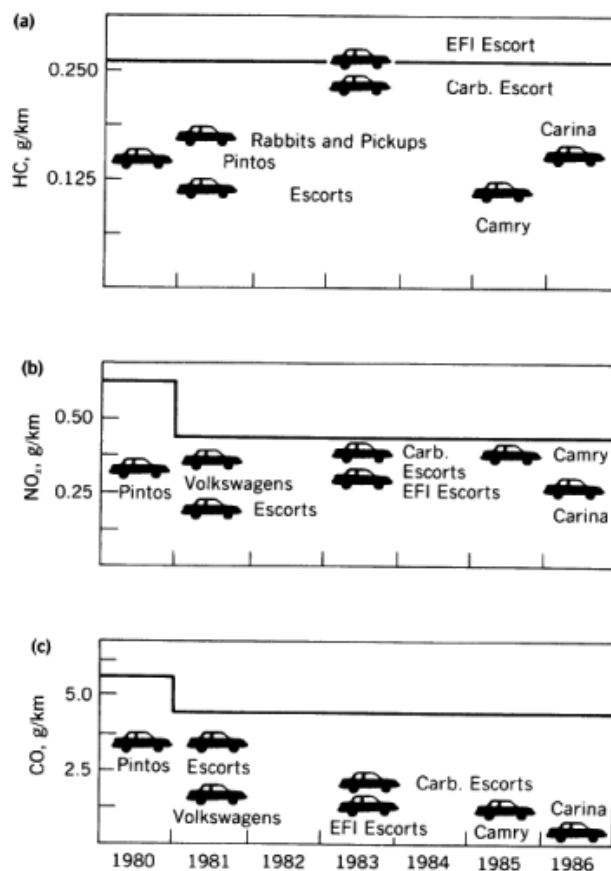 (a)
EFI Escort
0.250
Carb. Escort
Carina
Rabbits and Pickups
Pintos
0.125
Escorts
Camry
HC, g/km
(b)
0.50
Carb.
Escorts
Camry
Pintos
Volkswagens
EFI Escorts
0.25
Escorts
Carina
NOx, g/km
(c)
5.0
Pintos
Escorts
2.5
Carb. Escorts
Carina
Volkswagens
EFI Escorts
Camry
CO, g/km
1980 1981 1982 1983 1984 1985 1986